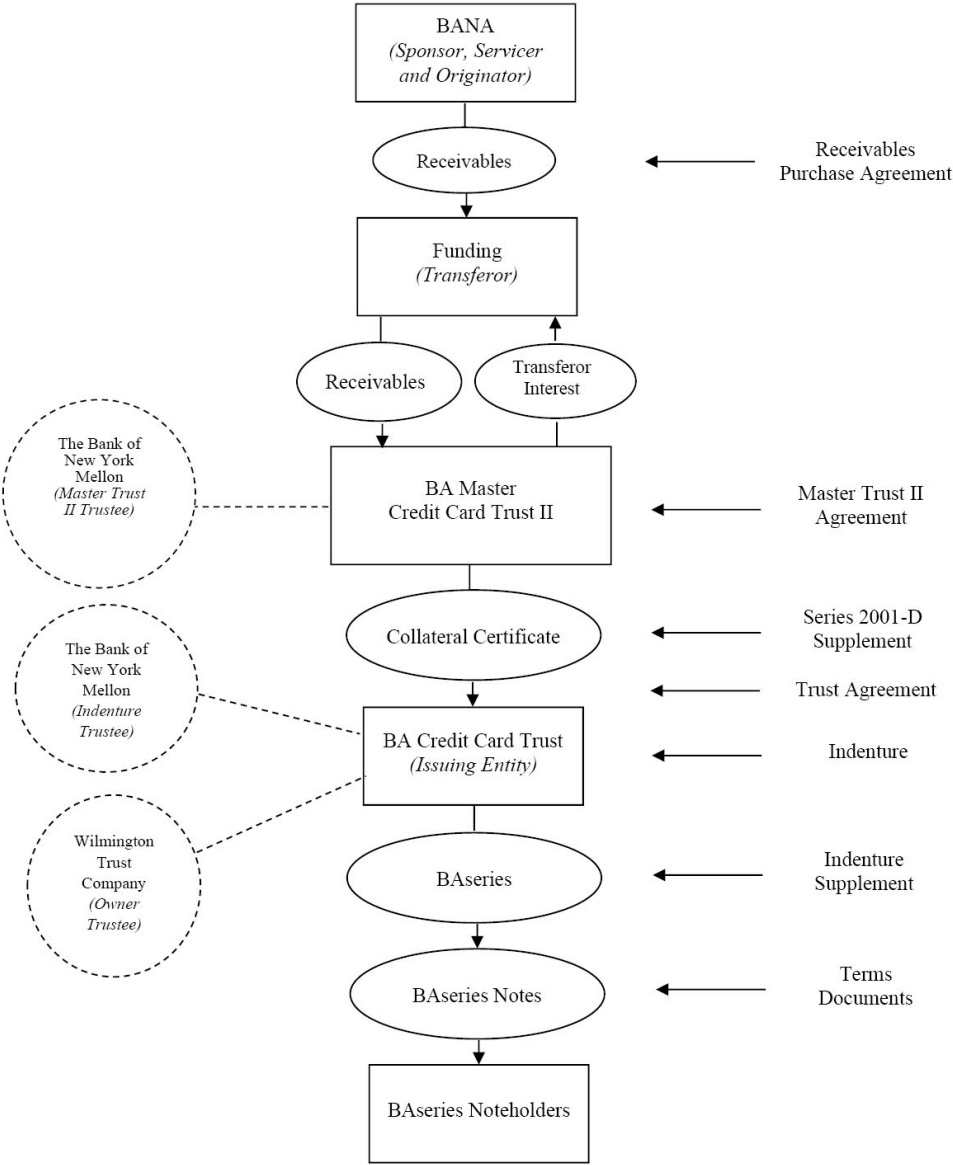 BANA
(Sponsor, Servicer
and Originator)
Receivables
Receivables
Purchase Agreement
Funding
(Transferor)
Receivables
Transferor
Interest
The Bank of
New York
Mellon
(Master Trust
II Trustee)
BA Master
Credit Card Trust II
Master Trust II
Agreement
Collateral Certificate
Series 2001-D
Supplement
The Bank of
New York
Mellon
(Indenture
Trustee)
Trust Agreement
BA Credit Card Trust
(Issuing Entity)
Indenture
Wilmington
Trust
Company
(Owner
Trustee)
BAseries
Indenture
Supplement
BAseries Notes
Terms
Documents
BAseries Noteholders